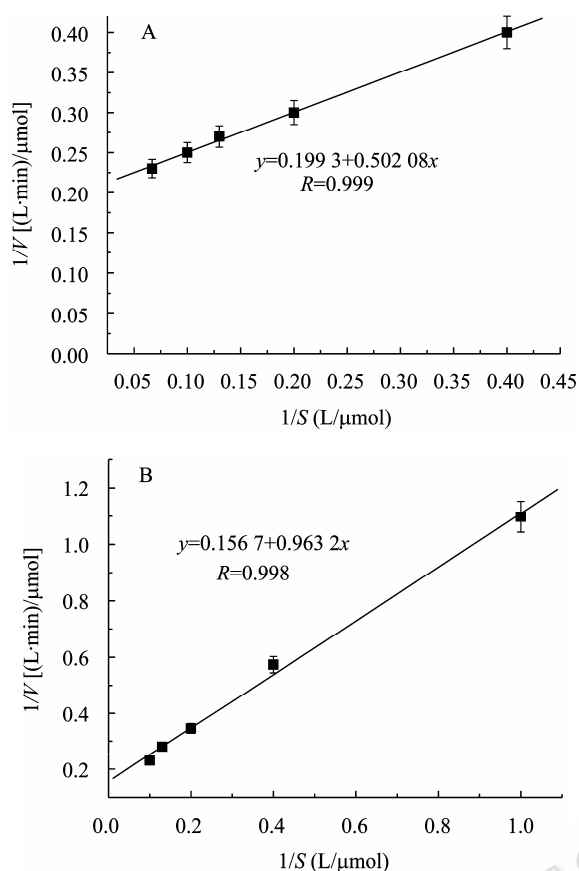 A
0.40
0.35
0.30
0.25
0.20
0.15
0.10
0.05
0.00
1/V [(L·min)/μmol]
y=0.199 3+0.502 08x
R=0.999
0.05 0.10 0.15 0.20 0.25 0.30 0.35 0.40 0.45
1/S (L/μmol)
B
1.2
1.0
0.8
0.6
0.4
0.2
1/V [(L·min)/μmol]
y=0.156 7+0.963 2x
R=0.998
0.0 0.2 0.4 0.6 0.8 1.0
1/S (L/μmol)